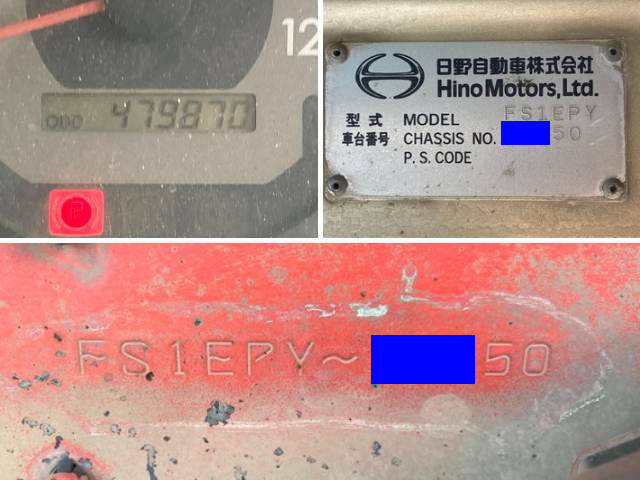 12
ODO 479870
P
日野自動車株式会社
Hino Motors, Ltd.
型式 MODEL FS1EPY
車台番号 CHASSIS NO. 50
P.S. CODE
FS1EPY~ 50